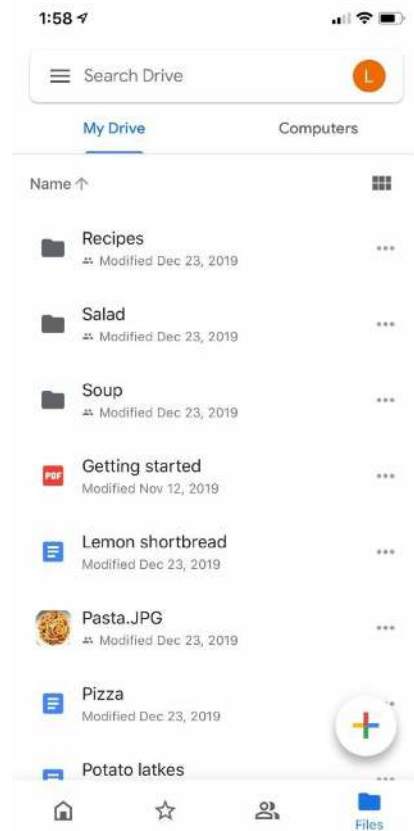 1:58
Search Drive
L
My Drive
Computers
Name
Recipes
Modified Dec 23, 2019
Salad
Modified Dec 23, 2019
Soup
Modified Dec 23, 2019
PDF
Getting started
Modified Nov 12, 2019
Lemon shortbread
Modified Dec 23, 2019
Pasta.JPG
Modified Dec 23, 2019
Pizza
Modified Dec 23, 2019
Potato latkes
Files